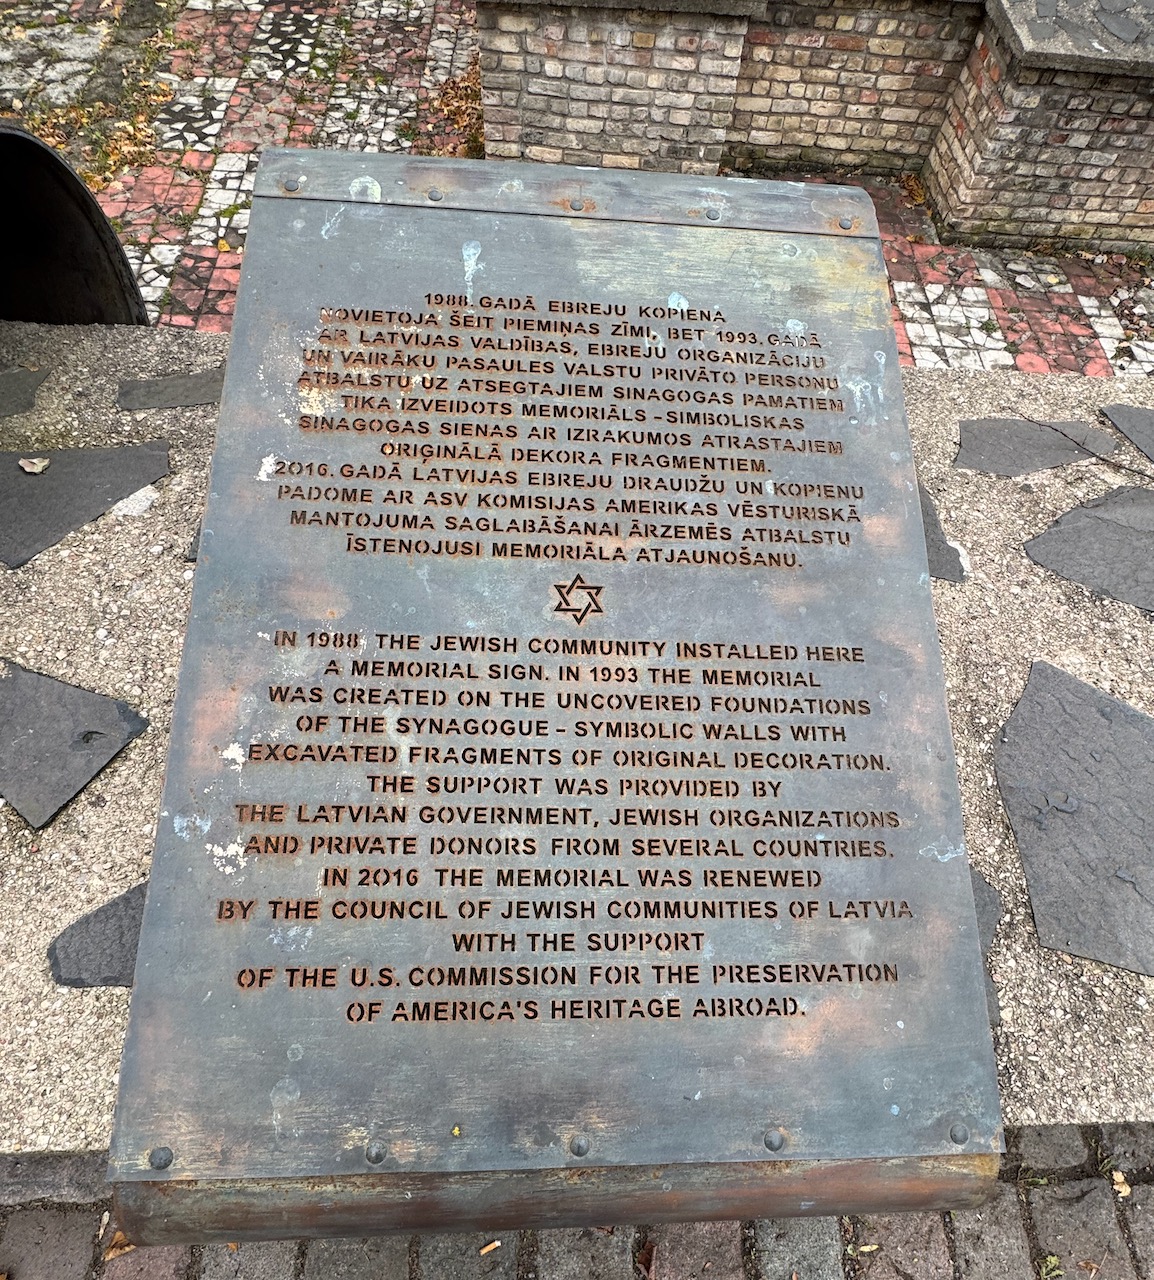 1988. GADĀ EBREJU KOPIENA
NOVIETOJA ŠEIT PIEMIŅAS ZĪMI, BET 1993. GADĀ
AR LATVIJAS VALDĪBAS, EBREJU ORGANIZĀCIJU
UN VAIRĀKU PASAULES VALSTU PRIVĀTO PERSONU
ATBALSTU UZ ATSEGTAJIEM SINAGOGAS PAMATIEM
TIKA IZVEIDOTS MEMORIĀLS - SIMBOLISKAS
SINAGOGAS SIENAS AR IZRAKUMOS ATRASTAJIEM
ORIĢINĀLĀ DEKORA FRAGMENTIEM.
2016. GADĀ LATVIJAS EBREJU DRAUDŽU UN KOPIENU
PADOME AR ASV KOMISIJAS AMERIKAS VĒSTURISKĀ
MANTOJUMA SAGLABĀŠANAI ĀRZEMĒS ATBALSTU
ĪSTENOJUSI MEMORIĀLA ATJAUNOŠANU.
IN 1988 THE JEWISH COMMUNITY INSTALLED HERE
A MEMORIAL SIGN. IN 1993 THE MEMORIAL
WAS CREATED ON THE UNCOVERED FOUNDATIONS
OF THE SYNAGOGUE - SYMBOLIC WALLS WITH
EXCAVATED FRAGMENTS OF ORIGINAL DECORATION.
THE SUPPORT WAS PROVIDED BY
THE LATVIAN GOVERNMENT, JEWISH ORGANIZATIONS
AND PRIVATE DONORS FROM SEVERAL COUNTRIES.
IN 2016 THE MEMORIAL WAS RENEWED
BY THE COUNCIL OF JEWISH COMMUNITIES OF LATVIA
WITH THE SUPPORT
OF THE U.S. COMMISSION FOR THE PRESERVATION
OF AMERICA'S HERITAGE ABROAD.